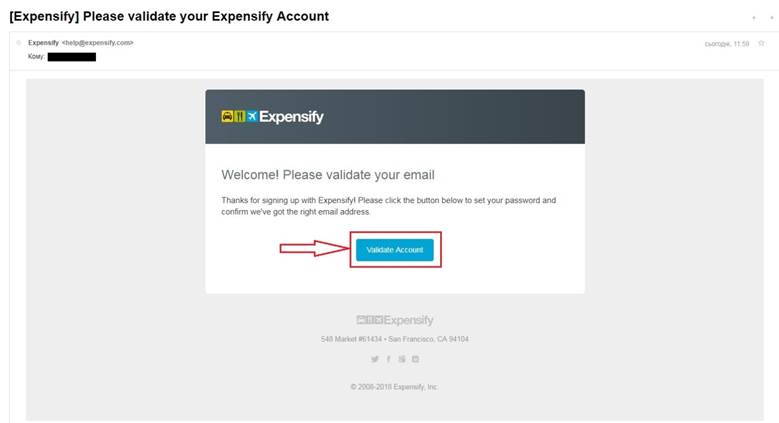 [Expensify] Please validate your Expensify Account
Expensify <help@expensify.com>
сьогодні, 11:59
Кому:
Expensify
Welcome! Please validate your email
Thanks for signing up with Expensify! Please click the button below to set your password and
confirm we've got the right email address.
Validate Account
Expensify
548 Market #61434 • San Francisco, CA 94104
© 2008-2018 Expensify, Inc.